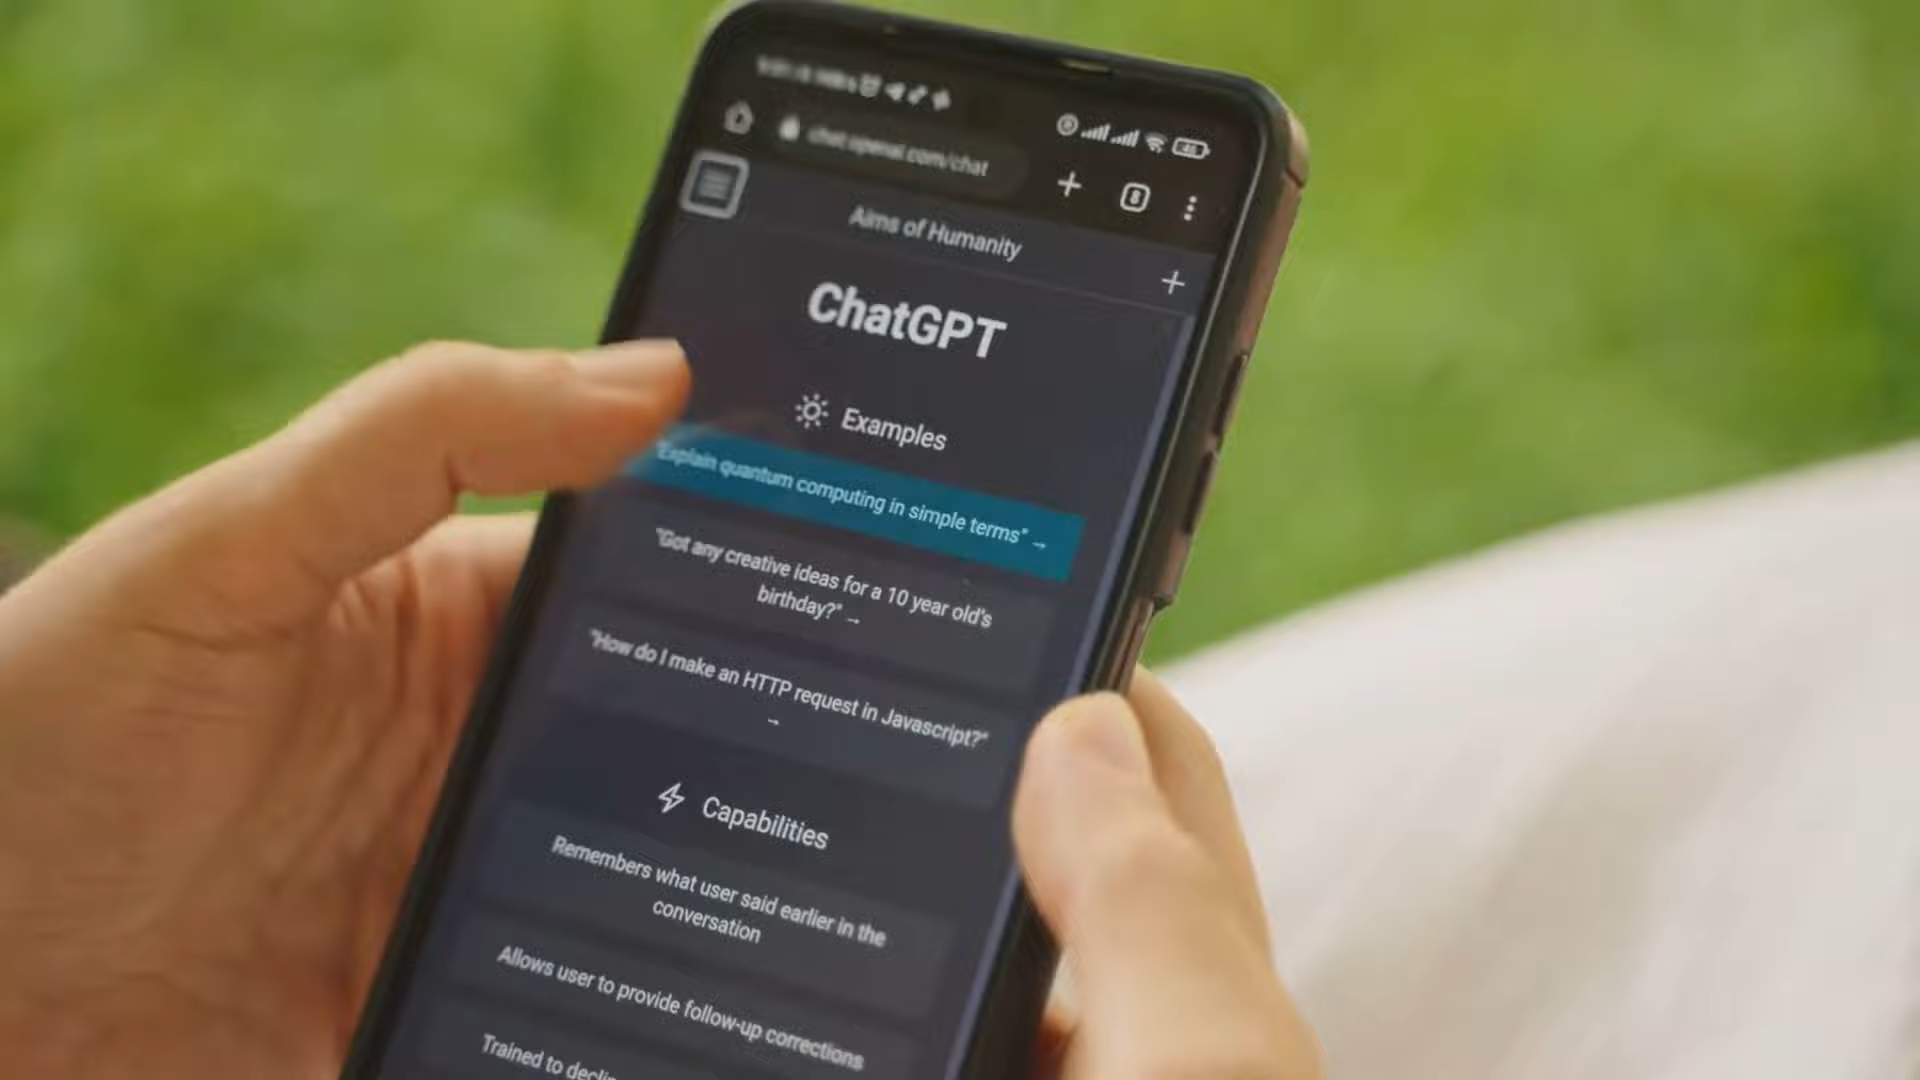 chat.openai.com/chat
8
Aims of Humanity
ChatGPT
Examples
"Explain quantum computing in simple terms" →
"Got any creative ideas for a 10 year old's
birthday?" →
"How do I make an HTTP request in Javascript?"
→
Capabilities
Remembers what user said earlier in the
conversation
Allows user to provide follow-up corrections
Trained to